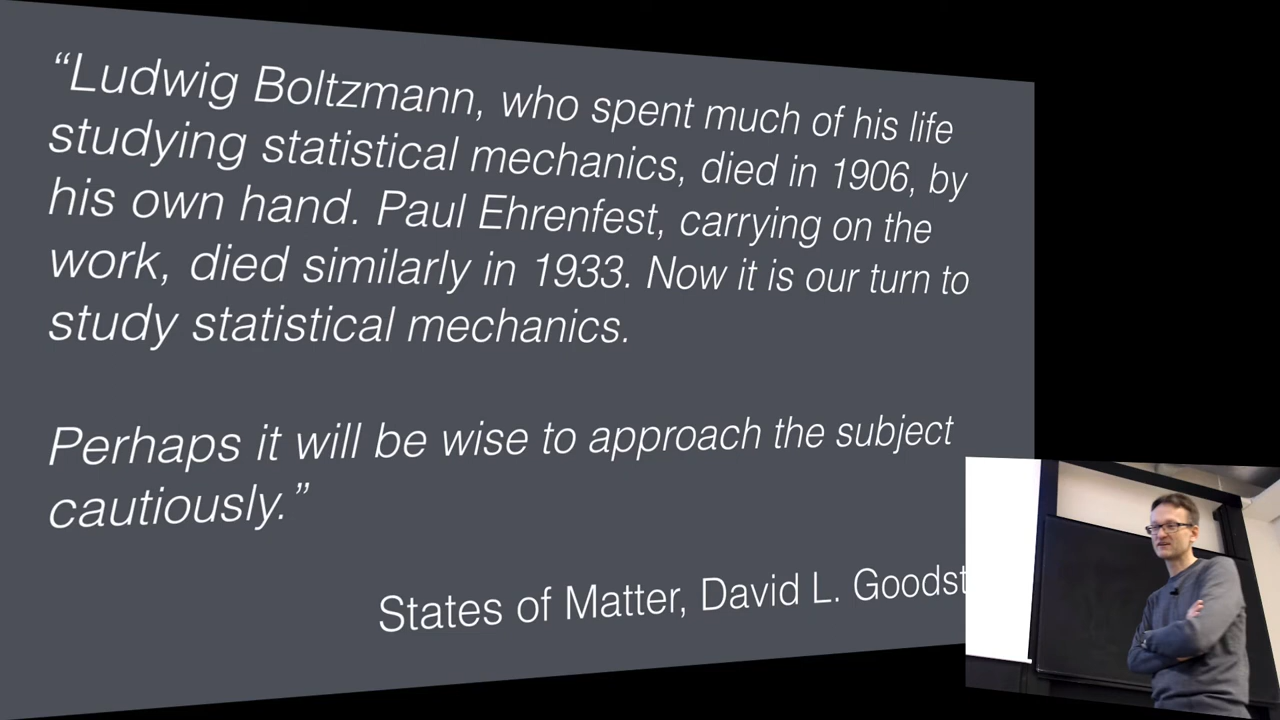 “Ludwig Boltzmann, who spent much of his life
studying statistical mechanics, died in 1906, by
his own hand. Paul Ehrenfest, carrying on the
work, died similarly in 1933. Now it is our turn to
study statistical mechanics.
Perhaps it will be wise to approach the subject
cautiously.”
States of Matter, David L. Goodst